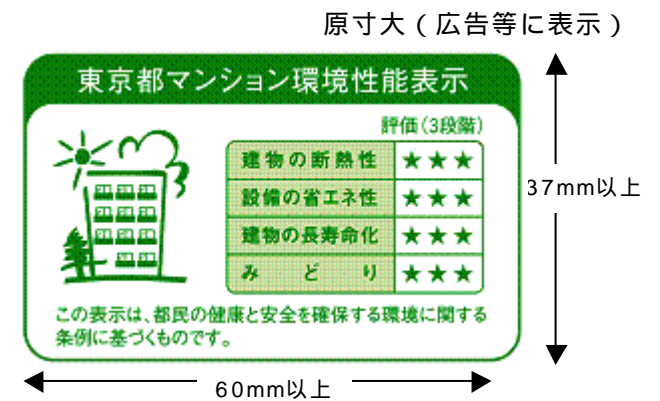 原寸大（広告等に表示）
東京都マンション環境性能表示
評価（3段階）
建物の断熱性 ★★★
設備の省エネ性 ★★★
建物の長寿命化 ★★★
みどり ★★★
37mm以上
この表示は、都民の健康と安全を確保する環境に関する
条例に基づくものです。
60mm以上